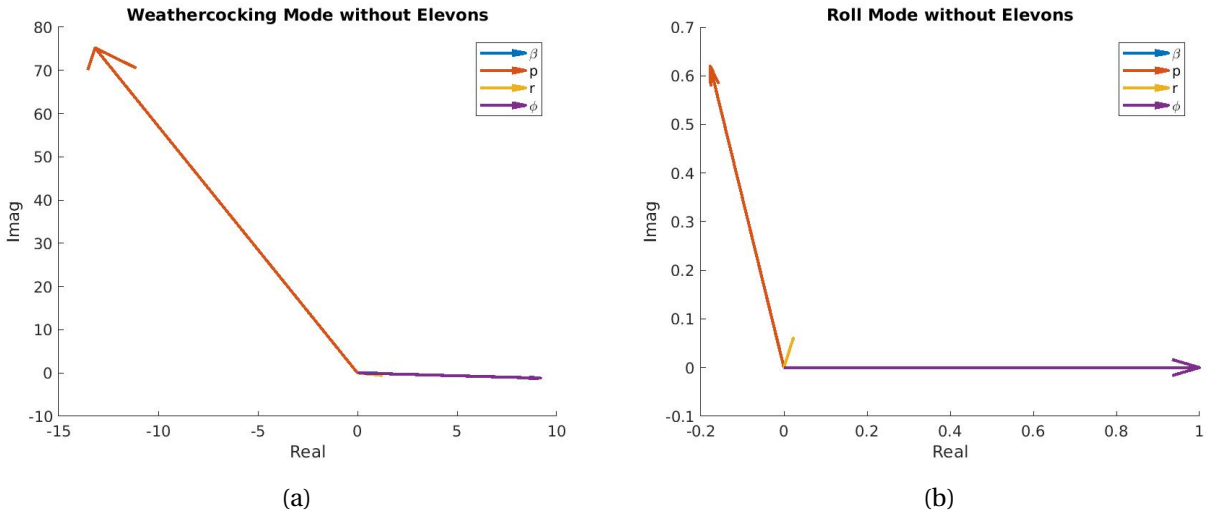 Weathercocking Mode without Elevons
80
70
60
50
40
30
20
10
0
-10
-15
-10
-5
0
5
10
Imag
Real
β
p
r
ϕ
(a)
Roll Mode without Elevons
0.7
0.6
0.5
0.4
0.3
0.2
0.1
0
-0.1
-0.2
0
0.2
0.4
0.6
0.8
1
Imag
Real
β
p
r
ϕ
(b)